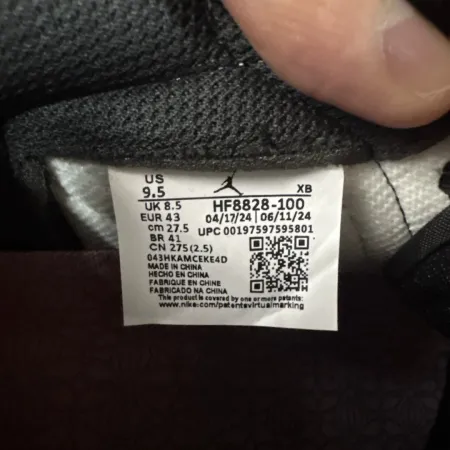 US
9.5
XB
UK 8.5
HF8828-100
EUR 43
04/17/24 | 06/11/24
cm 27.5
UPC 00197597595801
BR 41
CN 275(2.5)
043HKAMCEKE4D
MADE IN CHINA
HECHO EN CHINA
FABRIQUE EN CHINE
FABRICADO NA CHINA
This product is covered by one or more patents:
www.nike.com/patentsvirtualmarking